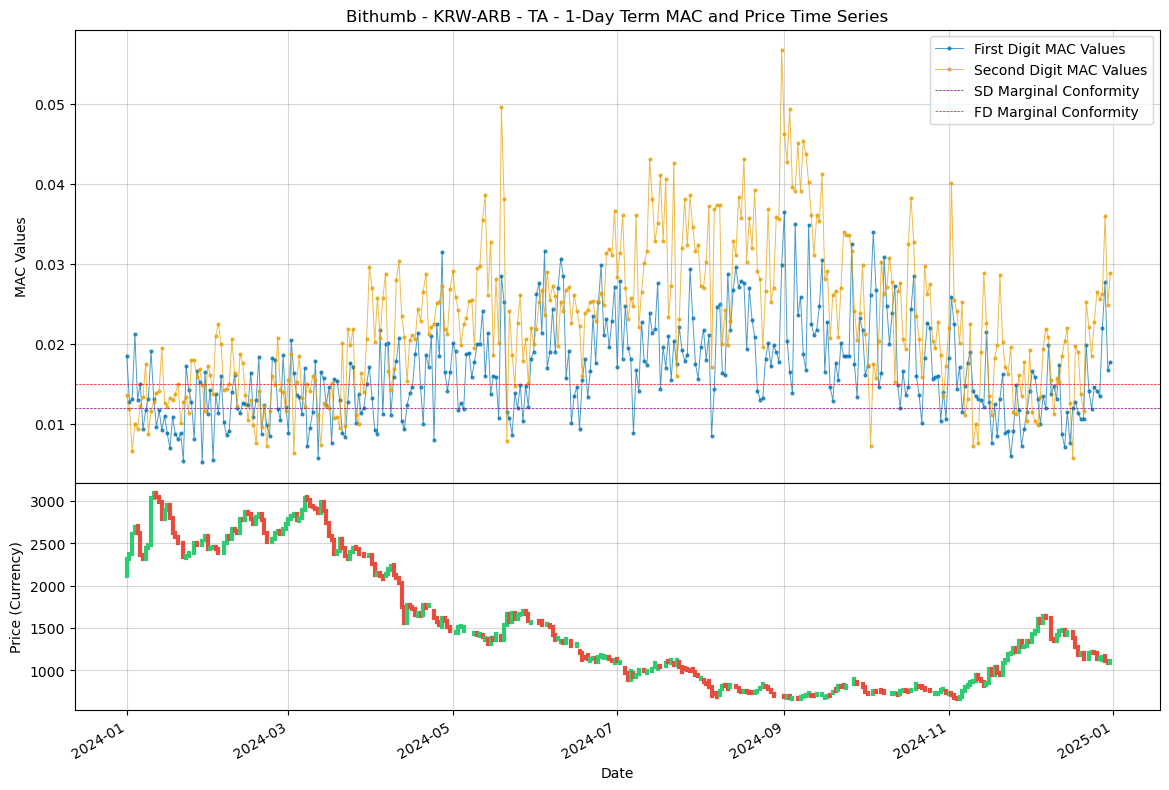 Bithumb - KRW-ARB - TA - 1-Day Term MAC and Price Time Series
First Digit MAC Values
Second Digit MAC Values
SD Marginal Conformity
FD Marginal Conformity
MAC Values
0.05
0.04
0.03
0.02
0.01
Price (Currency)
3000
2500
2000
1500
1000
2024-01
2024-03
2024-05
2024-07
2024-09
2024-11
2025-01
Date